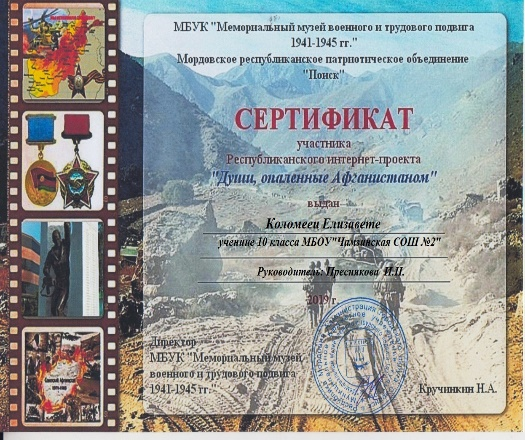 МБУК "Мемориальный музей военного и трудового подвига
1941-1945 гг."
Мордовское республиканское патриотическое объединение
"Поиск"
СЕРТИФИКАТ
участника
Республиканского интернет-проекта
"Души, опаленные Афганистаном"
выдан
Коломеец Елизавете
ученице 10 класса МБОУ"Чамзинская СОШ №2"
Руководитель: Преснякова И.П.
2019 г.
Директор
МБУК "Мемориальный музей
военного и трудового подвига
1941-1945 гг.
Кручинкин Н.А.